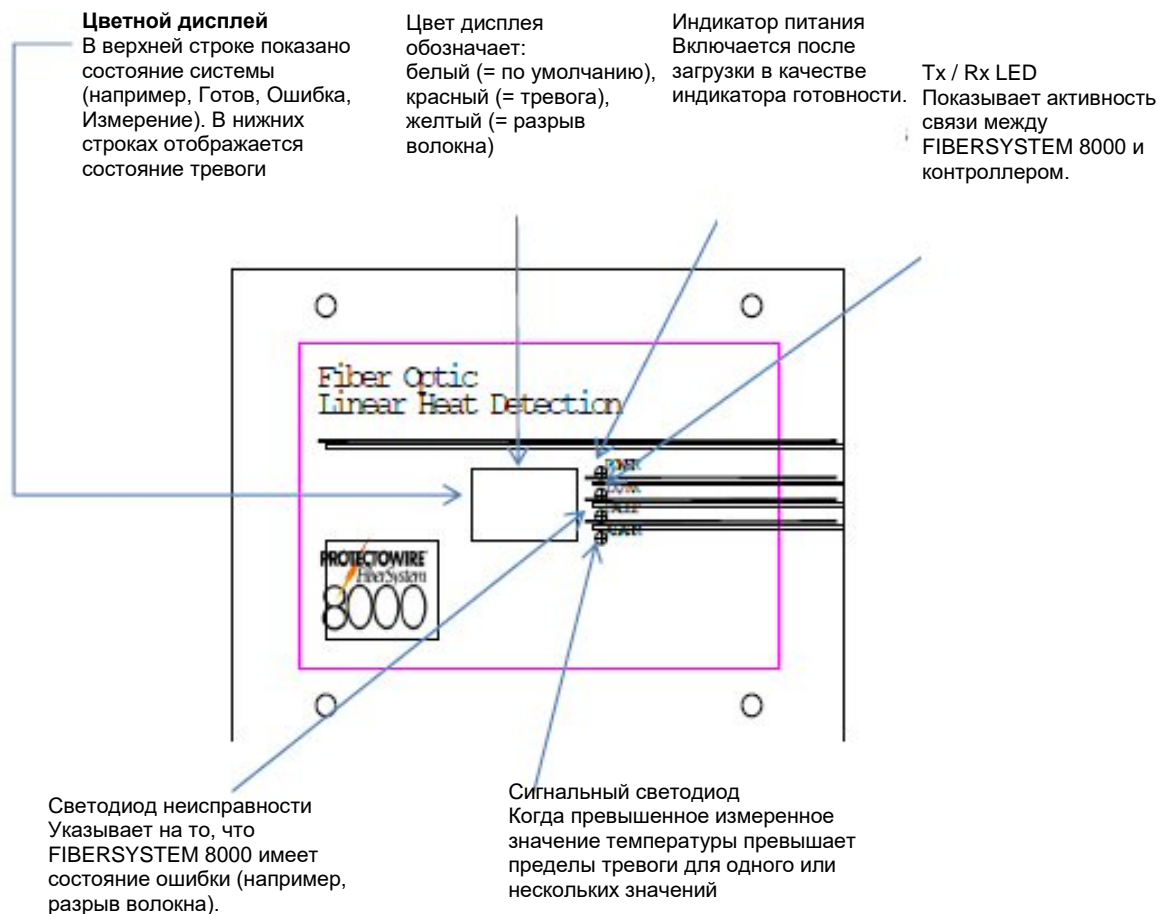 Цветной дисплей
В верхней строке показано
состояние системы
(например, Готов, Ошибка,
Измерение). В нижних
строках отображается
состояние тревоги
Цвет дисплея
обозначает:
белый (= по умолчанию),
красный (= тревога),
желтый (= разрыв
волокна)
Индикатор питания
Включается после
загрузки в качестве
индикатора готовности.
Tx / Rx LED
Показывает активность
связи между
FIBERSYSTEM 8000 и
контроллером.
Fiber Optic
Linear Heat Detection
POWER
PROTECTOWIRE
FiberSystem
8000
Светодиод неисправности
Указывает на то, что
FIBERSYSTEM 8000 имеет
состояние ошибки (например,
разрыв волокна).
Сигнальный светодиод
Когда превышенное измеренное
значение температуры превышает
пределы тревоги для одного или
нескольких значений